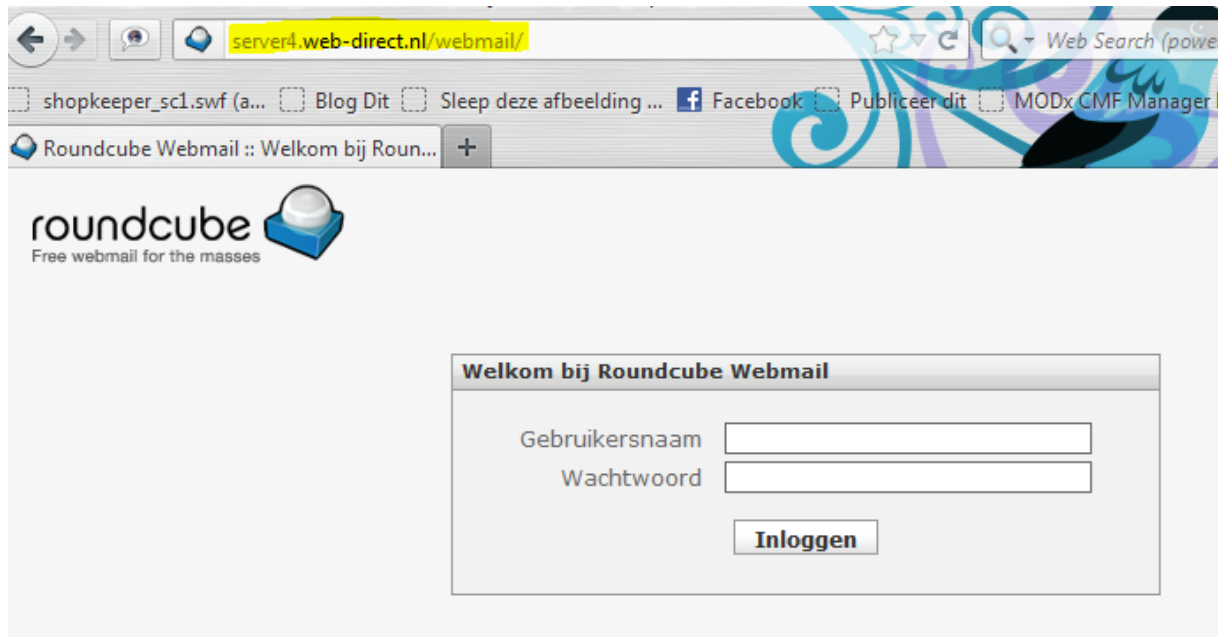 server4.web-direct.nl/webmail/ Web Search (powe
shopkeeper_sc1.swf (a... Blog Dit Sleep deze afbeelding ... Facebook Publiceer dit MODx CMF Manager
Roundcube Webmail :: Welkom bij Roun... +
roundcube
Free webmail for the masses
Welkom bij Roundcube Webmail
Gebruikersnaam
Wachtwoord
Inloggen